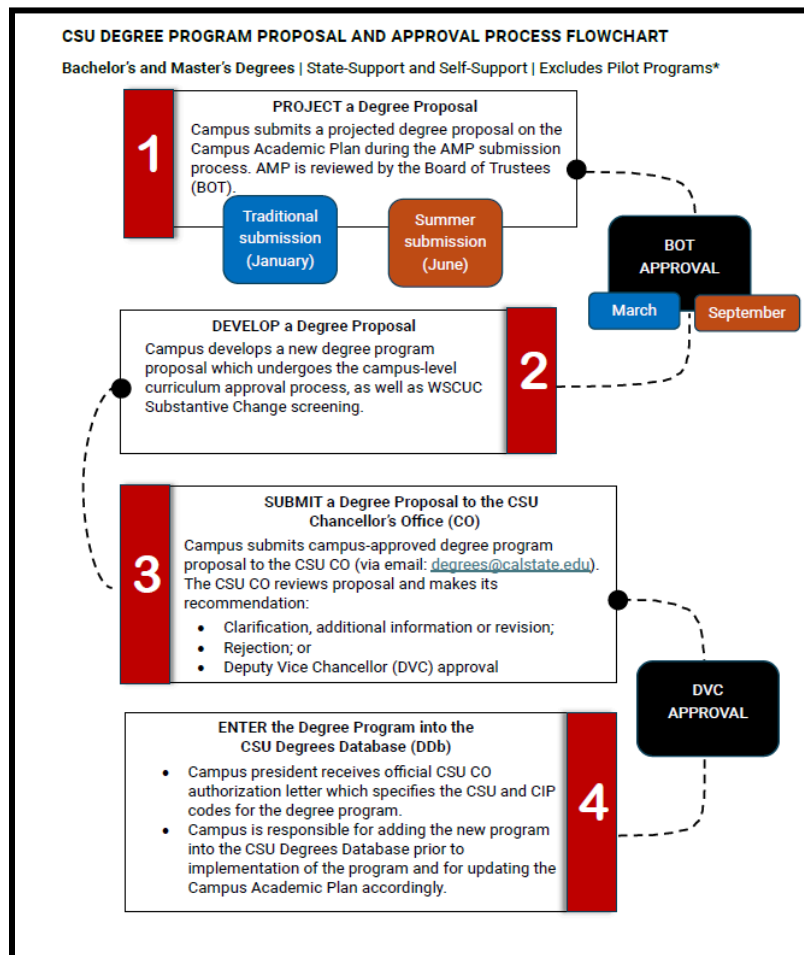 CSU DEGREE PROGRAM PROPOSAL AND APPROVAL PROCESS FLOWCHART
Bachelor's and Master's Degrees | State-Support and Self-Support | Excludes Pilot Programs*
1
PROJECT a Degree Proposal
Campus submits a projected degree proposal on the
Campus Academic Plan during the AMP submission
process. AMP is reviewed by the Board of Trustees
(BOT).
Traditional
submission
(January)
Summer
submission
(June)
BOT
APPROVAL
March
September
DEVELOP a Degree Proposal
Campus develops a new degree program
proposal which undergoes the campus-level
curriculum approval process, as well as WSCUC
Substantive Change screening.
2
3
SUBMIT a Degree Proposal to the CSU
Chancellor's Office (CO)
Campus submits campus-approved degree program
proposal to the CSU CO (via email: degrees@calstate.edu).
The CSU CO reviews proposal and makes its
recommendation:
• Clarification, additional information or revision;
• Rejection; or
• Deputy Vice Chancellor (DVC) approval
DVC
APPROVAL
ENTER the Degree Program into the
CSU Degrees Database (DDb)
• Campus president receives official CSU CO
authorization letter which specifies the CSU and CIP
codes for the degree program.
• Campus is responsible for adding the new program
into the CSU Degrees Database prior to
implementation of the program and for updating the
Campus Academic Plan accordingly.
4